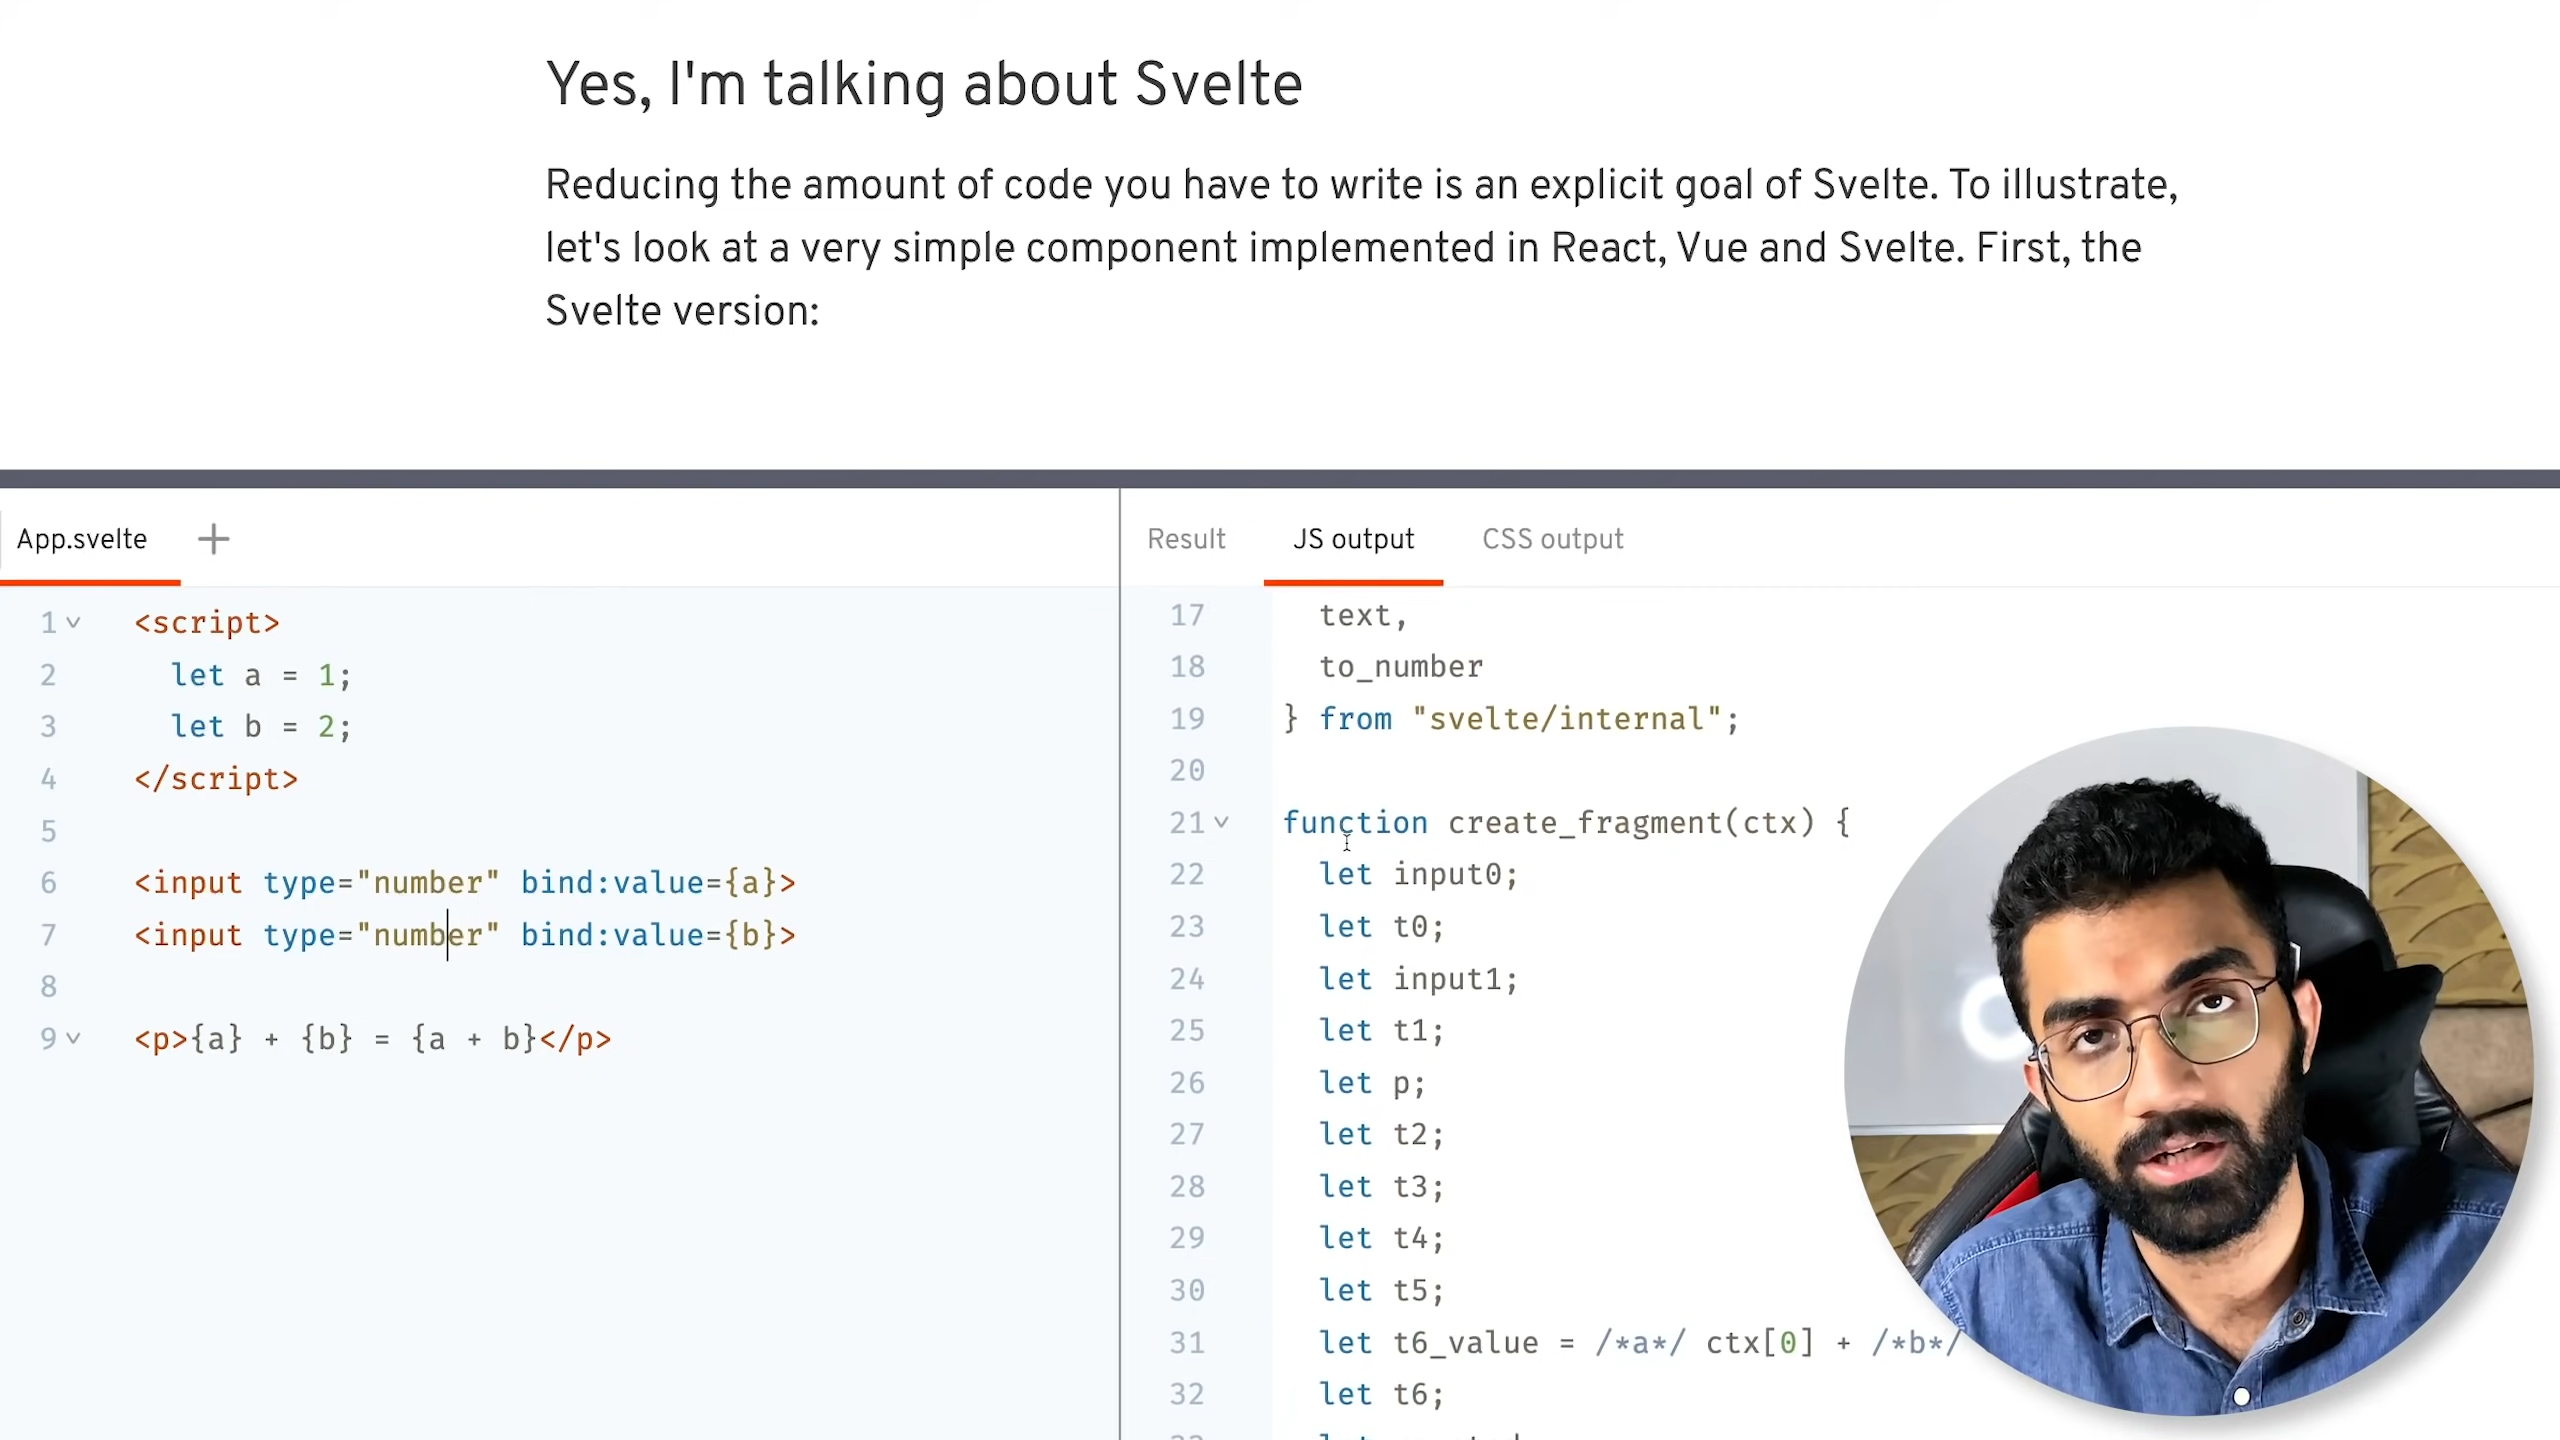 Yes, I'm talking about Svelte
Reducing the amount of code you have to write is an explicit goal of Svelte. To illustrate,
let's look at a very simple component implemented in React, Vue and Svelte. First, the
Svelte version:
App.svelte
1 <script>
2 let a = 1;
3 let b = 2;
4 </script>
5
6 <input type="number" bind:value={a}>
7 <input type="number" bind:value={b}>
8
9 <p>{a} + {b} = {a + b}</p>
Result JS output CSS output
17 text,
18 to_number
19 } from "svelte/internal";
20
21 function create_fragment(ctx) {
22 let input0;
23 let t0;
24 let input1;
25 let t1;
26 let p;
27 let t2;
28 let t3;
29 let t4;
30 let t5;
31 let t6_value = /*a*/ ctx[0] + /*b*/
32 let t6;